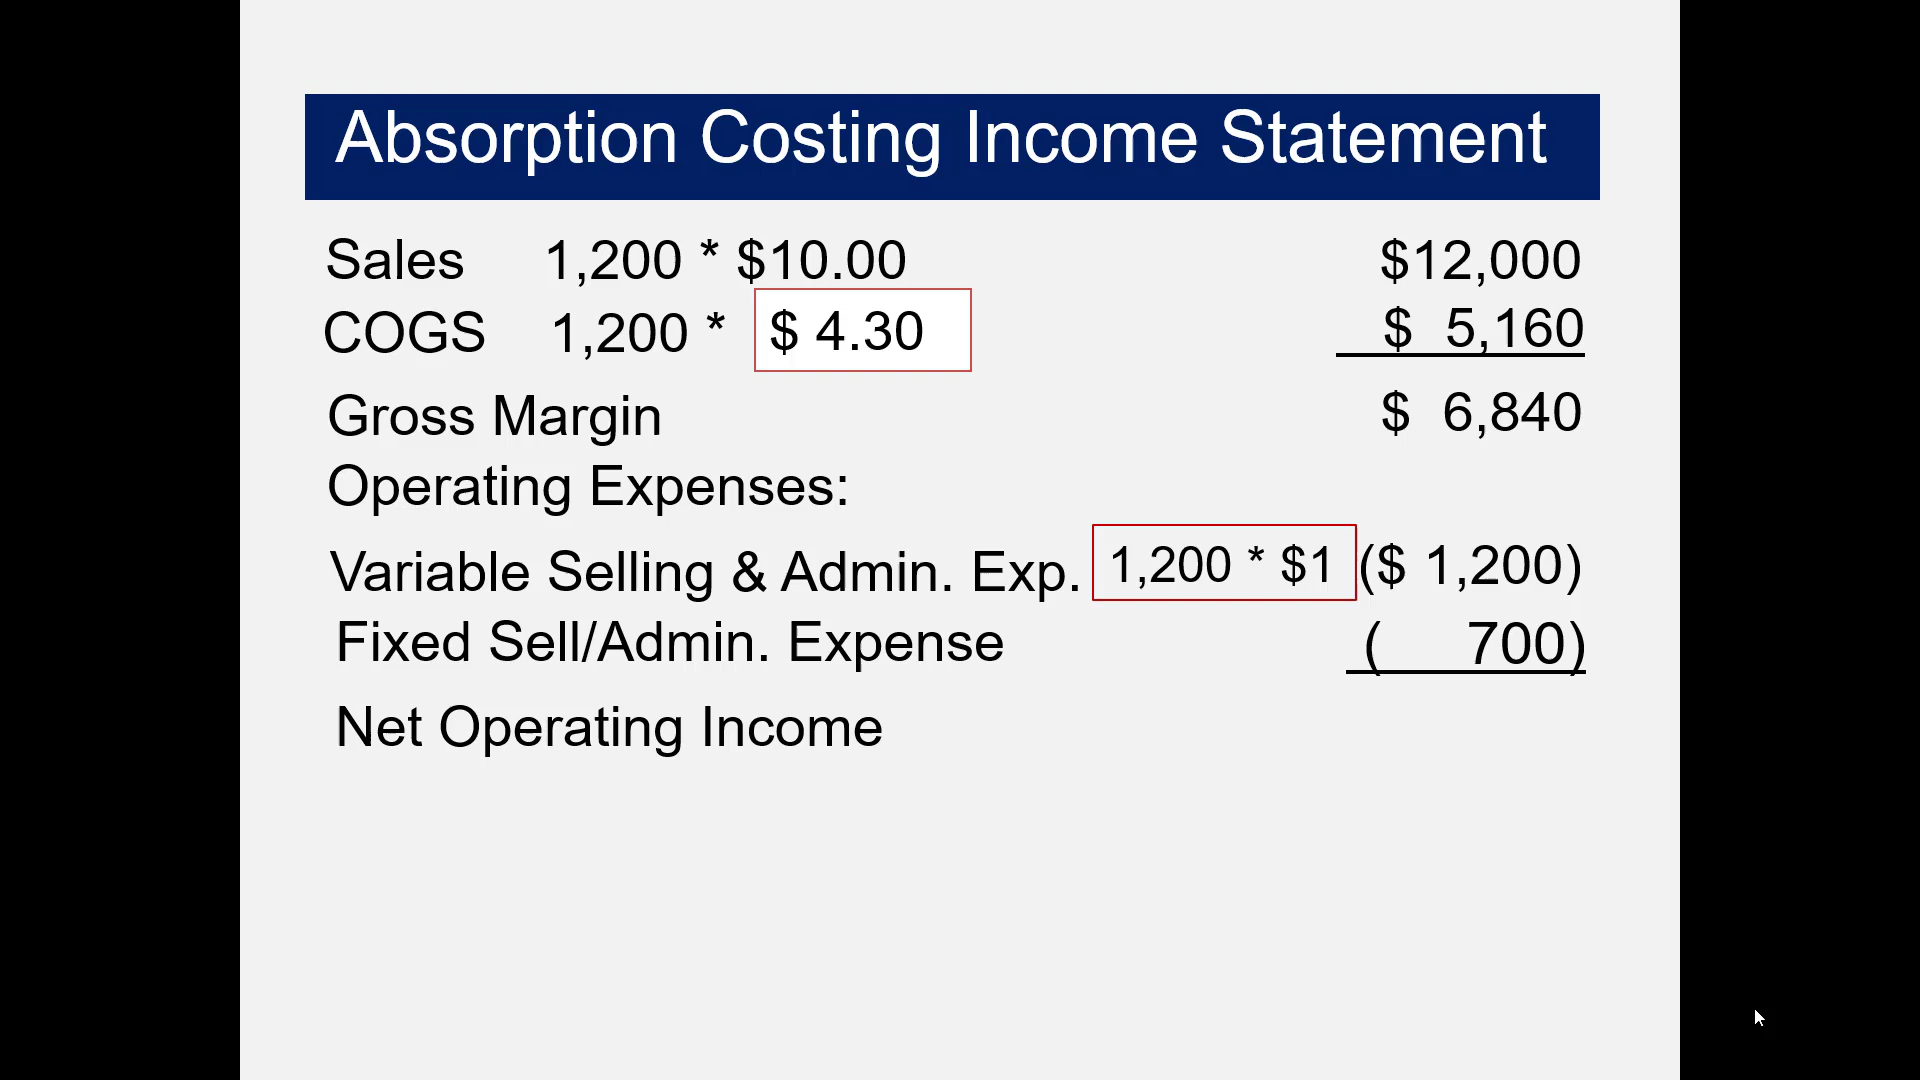 Absorption Costing Income Statement
Sales 1,200 * $10.00 $12,000
COGS 1,200 * $ 4.30 $ 5,160
Gross Margin $ 6,840
Operating Expenses:
Variable Selling & Admin. Exp. 1,200 * $1 ($ 1,200)
Fixed Sell/Admin. Expense ( 700)
Net Operating Income